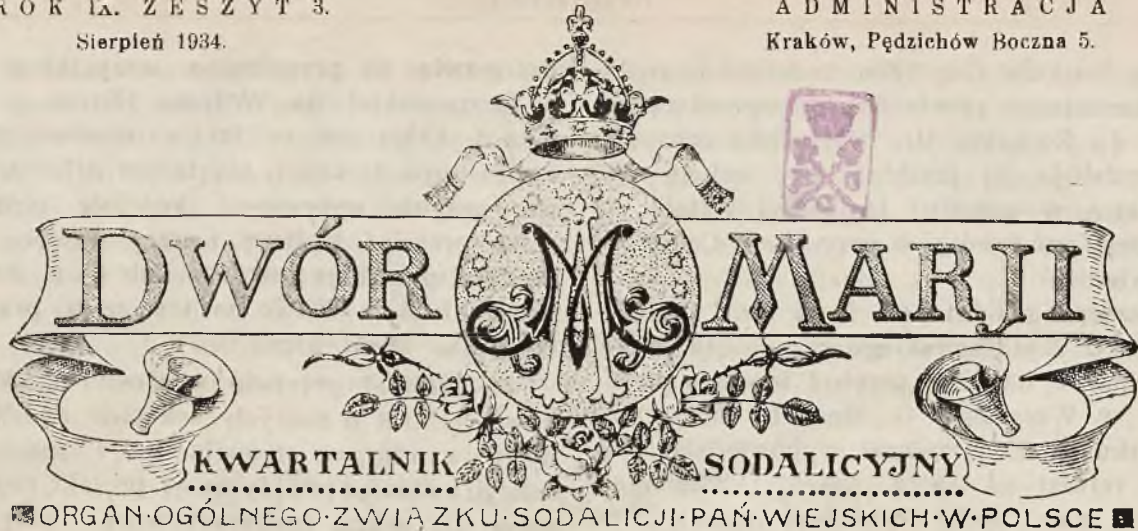 ROK IX. ZESZYT 3.
Sierpień 1934.
ADMINISTRACJA
Kraków, Pędzichów Boczna 5.
DWÓR MARJI
KWARTALNIK SODALICYJNY
ORGAN·OGÓLNEGO·ZWIĄZKU·SODALICJI·PAŃ·WIEJSKICH·W·POLSCE